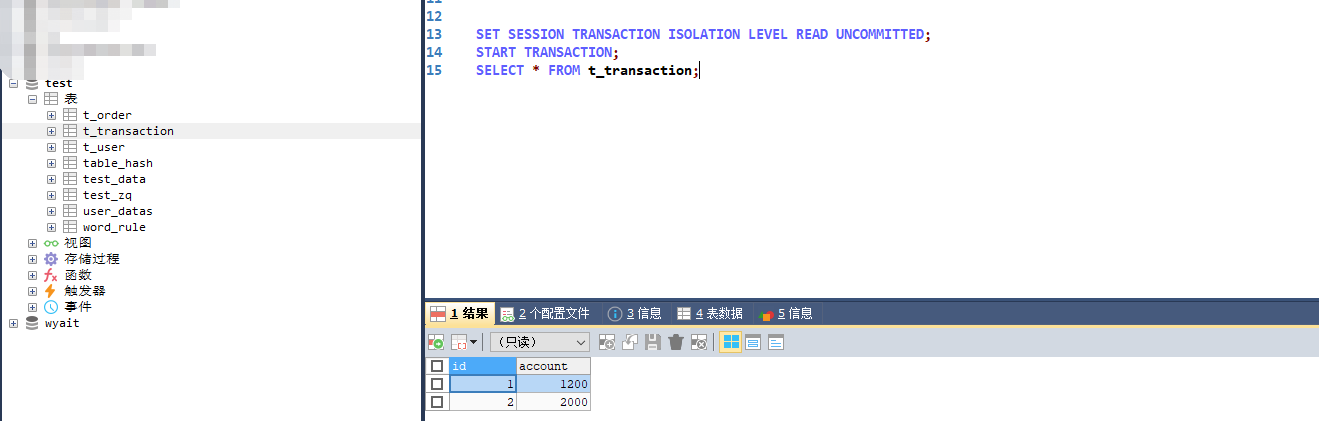 test
表
t_order
t_transaction
t_user
table_hash
test_data
test_zq
user_datas
word_rule
视图
存储过程
函数
触发器
事件
wyait
12
13 SET SESSION TRANSACTION ISOLATION LEVEL READ UNCOMMITTED;
14 START TRANSACTION;
15 SELECT * FROM t_transaction;
1 结果 2 个配置文件 3 信息 4 表数据 5 信息
（只读）
id account
1 1200
2 2000